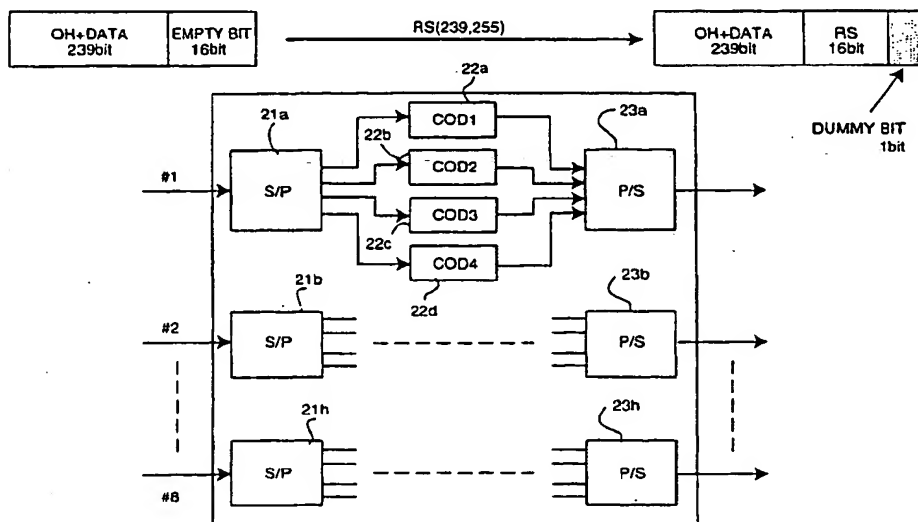 OH+DATA
239bit
EMPTY BIT
16bit
RS(239,255)
OH+DATA
239bit
RS
16bit
DUMMY BIT
1bit
22a
21a
COD1
23a
22b
#1
S/P
COD2
P/S
COD3
22c
COD4
22d
21b
23b
#2
S/P
P/S
21h
23h
S/P
P/S
#8